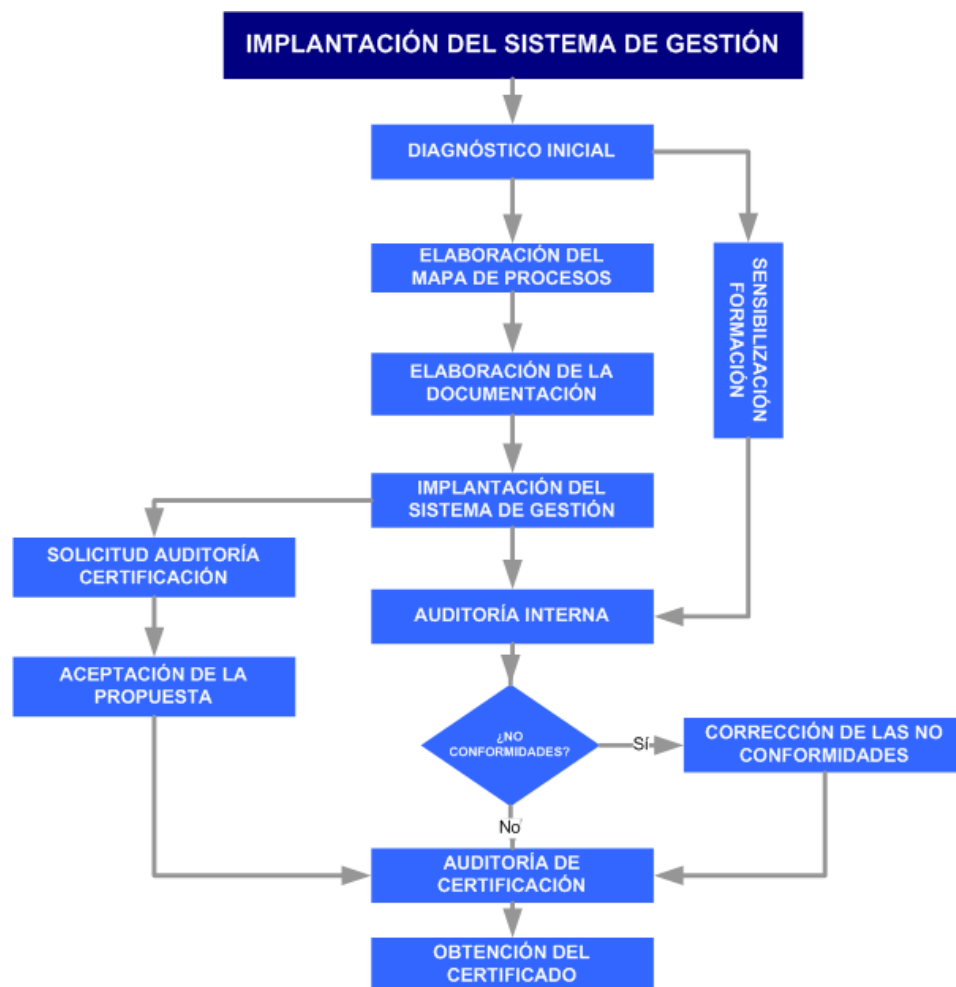 IMPLANTACIÓN DEL SISTEMA DE GESTIÓN
DIAGNÓSTICO INICIAL
ELABORACIÓN DEL
MAPA DE PROCESOS
SENSIBILIZACIÓN
FORMACIÓN
ELABORACIÓN DE LA
DOCUMENTACIÓN
IMPLANTACIÓN DEL
SISTEMA DE GESTIÓN
SOLICITUD AUDITORÍA
CERTIFICACIÓN
AUDITORÍA INTERNA
ACEPTACIÓN DE LA
PROPUESTA
¿NO
CONFORMIDADES?
Sí
CORRECCIÓN DE LAS NO
CONFORMIDADES
No
AUDITORÍA DE
CERTIFICACIÓN
OBTENCIÓN DEL
CERTIFICADO